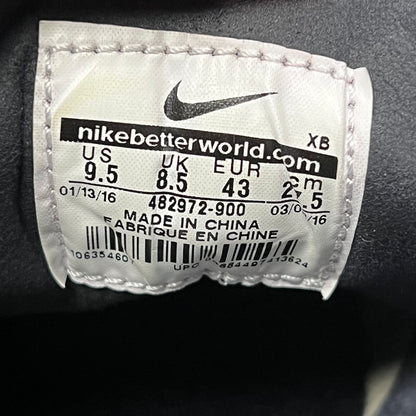 XB
nikebetterworld.com
US UK EUR cm
9.5 8.5 43
01/13/16 482972-900
MADE IN CHINA
FABRIQUE EN CHINE
UPC